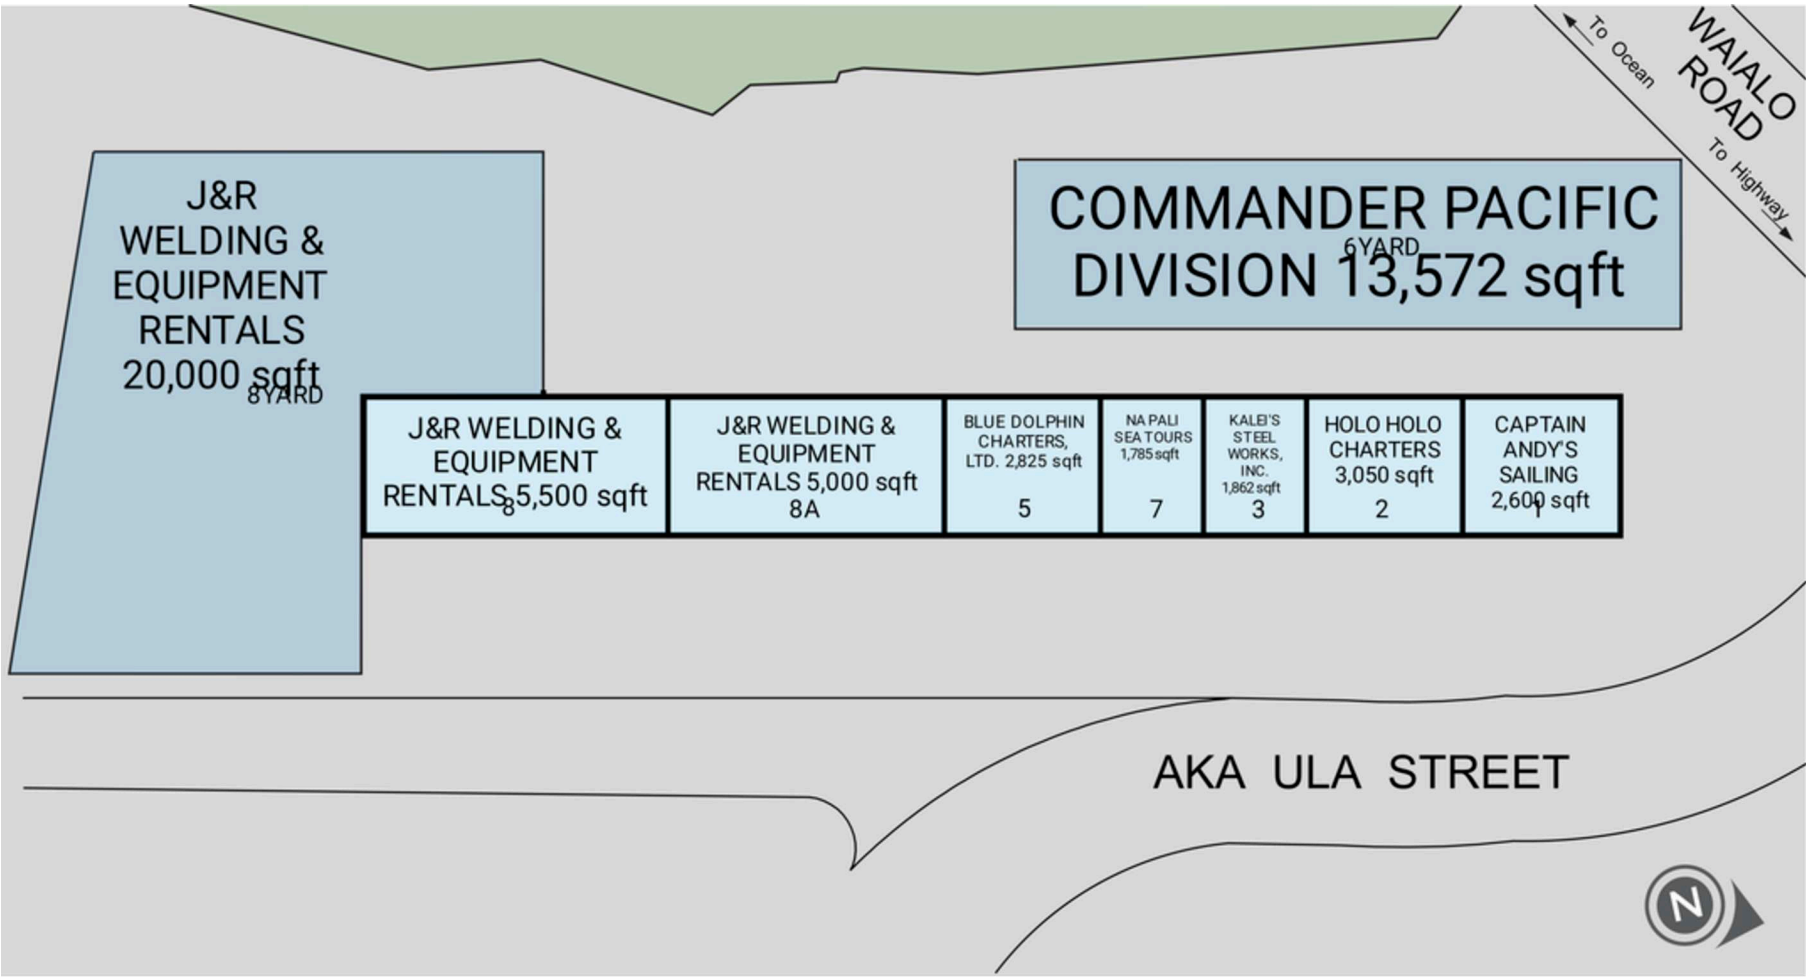 WAIALO
ROAD
To Ocean
To Highway
J&R
WELDING &
EQUIPMENT
RENTALS
20,000 sqft
8YARD
COMMANDER PACIFIC
6YARD
DIVISION 13,572 sqft
J&R WELDING &
EQUIPMENT
RENTALS 5,500 sqft
8
J&R WELDING &
EQUIPMENT
RENTALS 5,000 sqft
8A
BLUE DOLPHIN
CHARTERS,
LTD. 2,825 sqft
5
NA PALI
SEA TOURS
1,785 sqft
7
KALEI'S
STEEL
WORKS,
INC.
1,862 sqft
3
HOLO HOLO
CHARTERS
3,050 sqft
2
CAPTAIN
ANDY'S
SAILING
2,600 sqft
1
AKA ULA STREET
N